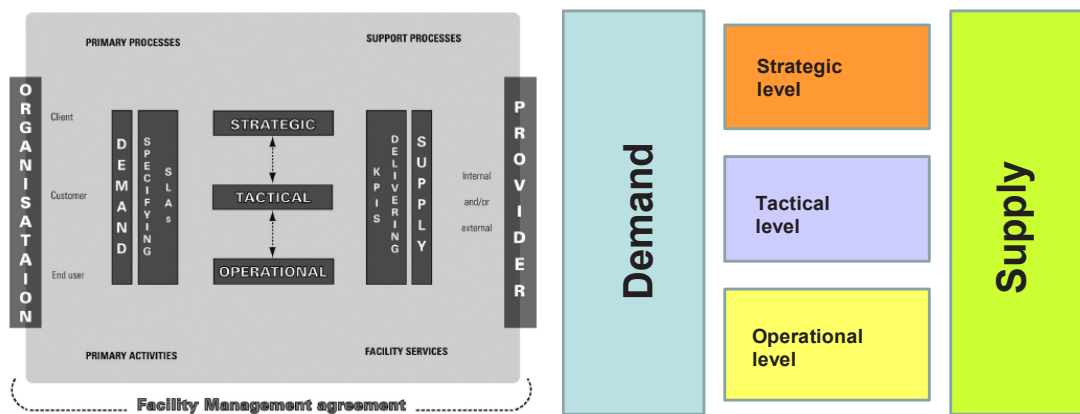 PRIMARY PROCESSES
SUPPORT PROCESSES
ORGANISATAION
Client
Customer
End user
DEMAND
SPECIFYING
SLAs
STRATEGIC
TACTICAL
OPERATIONAL
KPIS
DELIVERING
SUPPLY
Internal
and/or
external
PROVIDER
PRIMARY ACTIVITIES
FACILITY SERVICES
Facility Management agreement
Demand
Strategic
level
Tactical
level
Operational
level
Supply